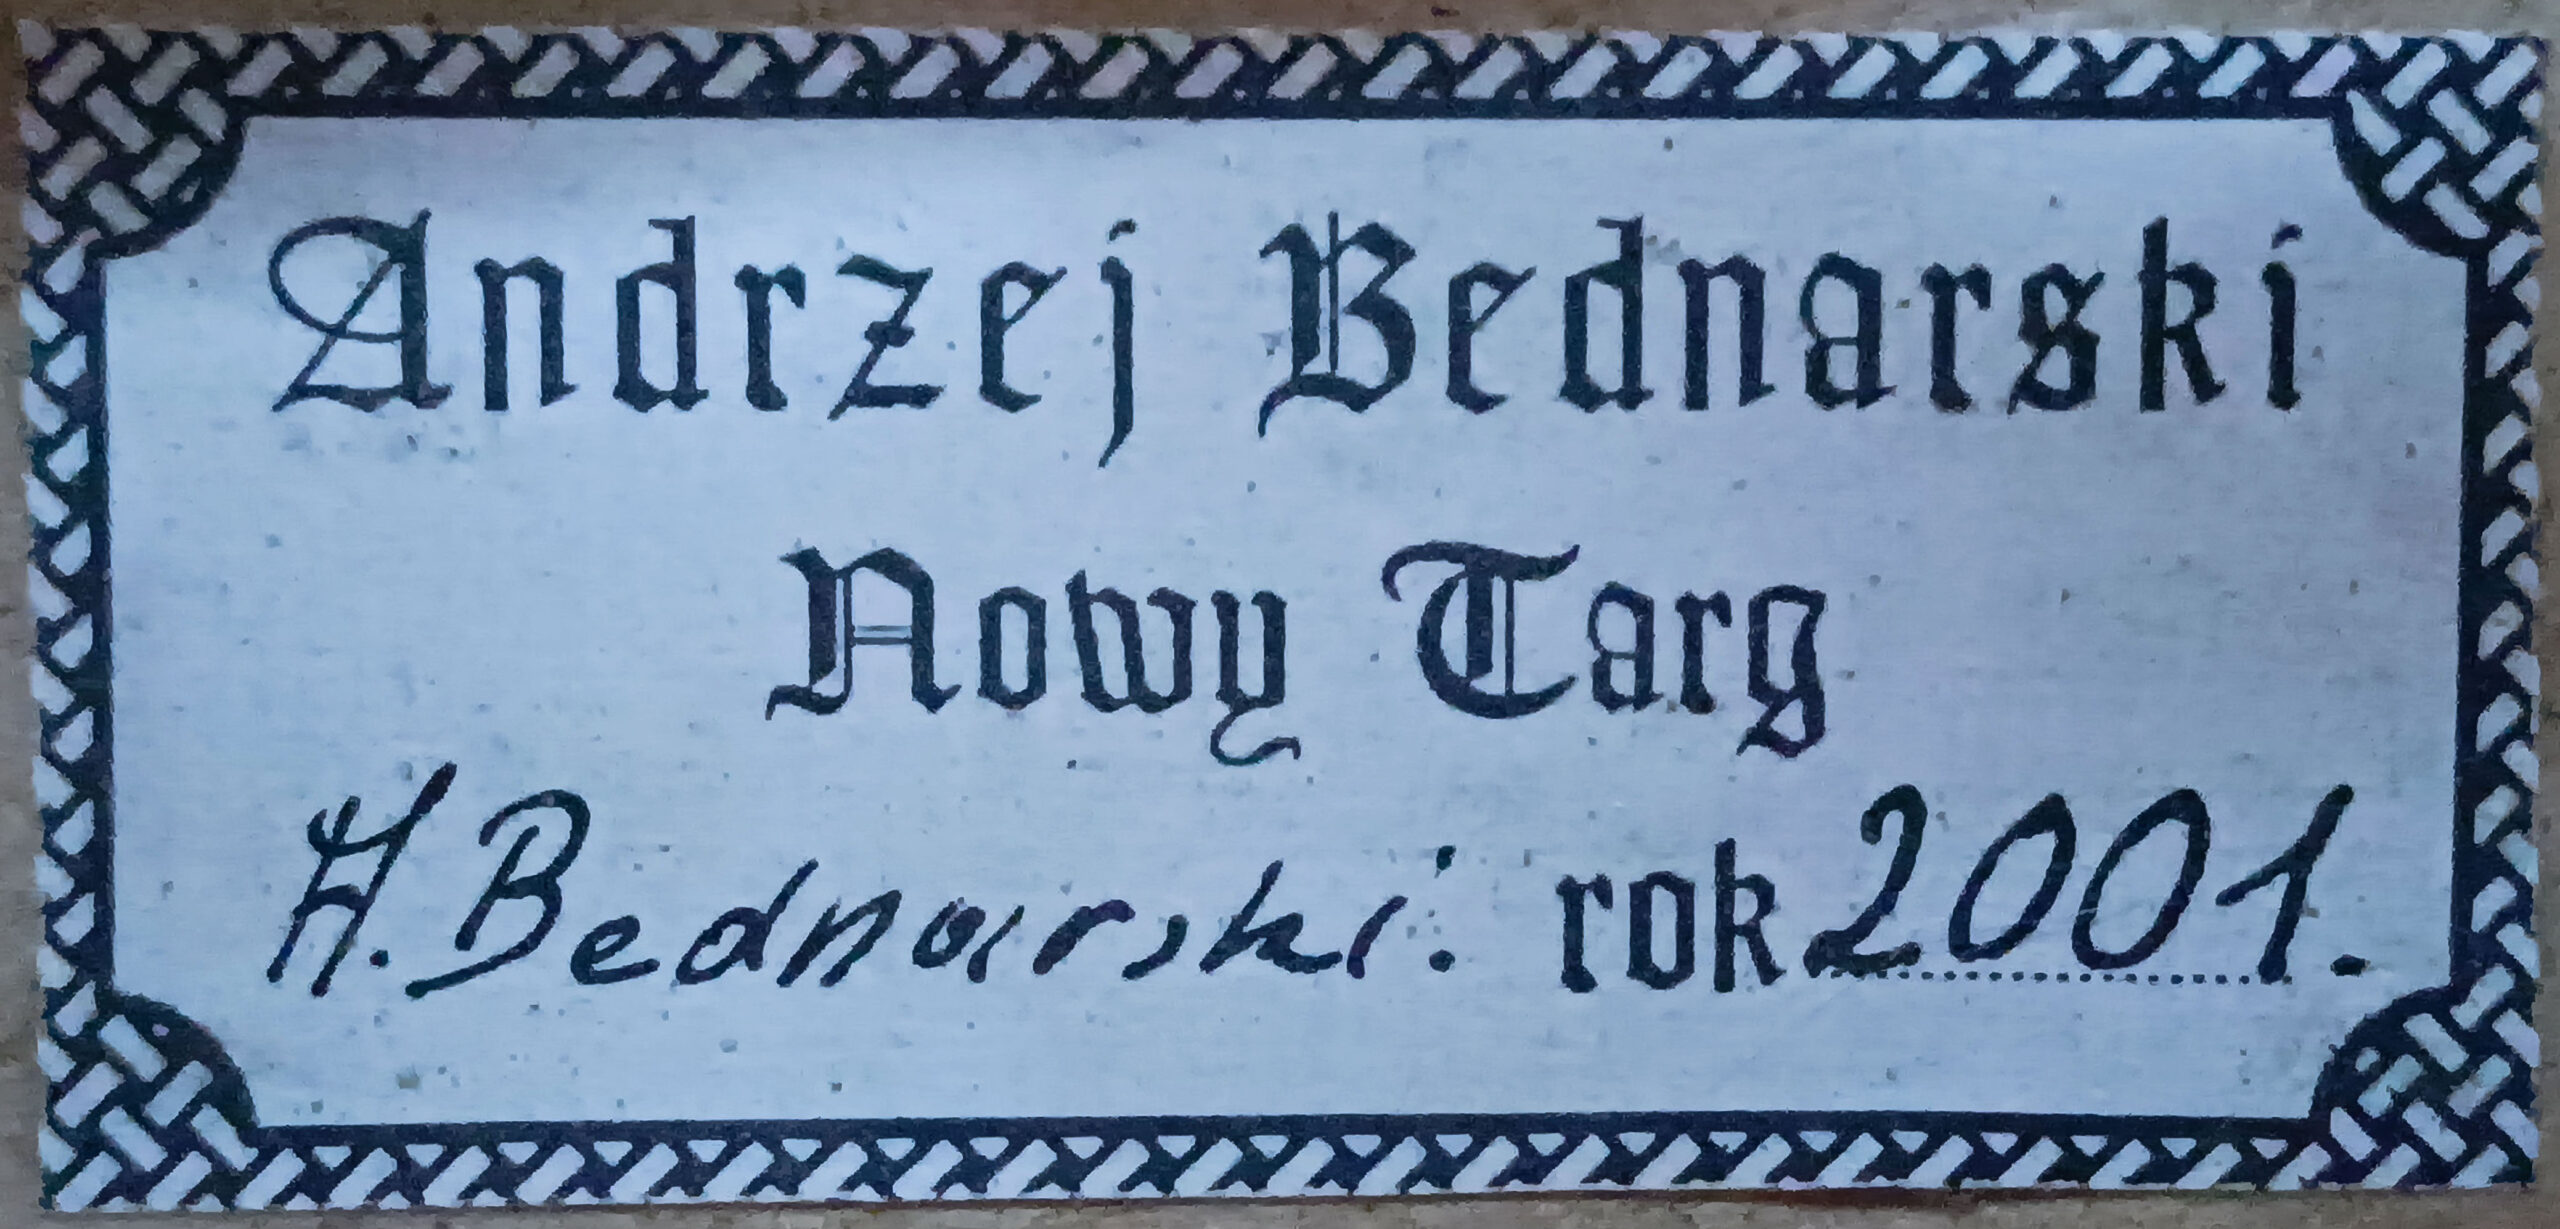 Andrzej Bednarski
Nowy Targ
A. Bednarski. rok 2001.